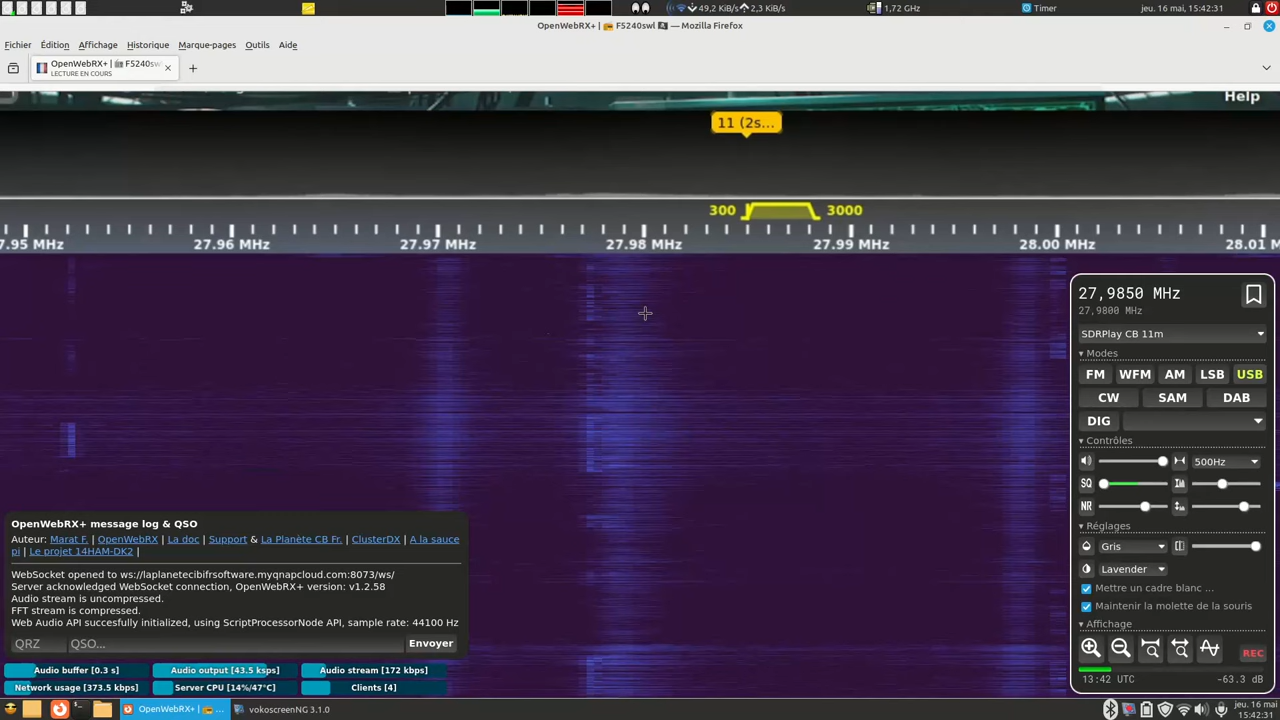 49,2 KiB/s 2,3 KiB/s 1,72 GHz Timer jeu. 16 mai, 15:42:31
OpenWebRX+ | 📻 F5240swl 🏴‍☠️ — Mozilla Firefox
Fichier Édition Affichage Historique Marque-pages Outils Aide
OpenWebRX+ | 📻 F5240sw
LECTURE EN COURS
Help
11 (2s...
300 3000
7.95 MHz 27.96 MHz 27.97 MHz 27.98 MHz 27.99 MHz 28.00 MHz 28.01 M
27,9850 MHz
27,9800 MHz
SDRPlay CB 11m
Modes
FM WFM AM LSB USB
CW SAM DAB
DIG
Contrôles
500Hz
SQ
NR
Réglages
Gris
Lavender
Mettre un cadre blanc ...
Maintenir la molette de la souris
Affichage
REC
13:42 UTC -63.3 dB
OpenWebRX+ message log & QSO
Auteur: Marat F. | OpenWebRX | La doc | Support & La Planète CB Fr. | ClusterDX | A la sauce
pi | Le projet 14HAM-DK2 |
WebSocket opened to ws://laplanetecibifrsoftware.myqnapcloud.com:8073/ws/
Server acknowledged WebSocket connection, OpenWebRX+ version: v1.2.58
Audio stream is uncompressed.
FFT stream is compressed.
Web Audio API succesfully initialized, using ScriptProcessorNode API, sample rate: 44100 Hz
QRZ QSO... Envoyer
Audio buffer [0.3 s] Audio output [43.5 ksps] Audio stream [172 kbps]
Network usage [373.5 kbps] Server CPU [14%/47°C] Clients [4]
OpenWebRX+ | 📻 ... vokoscreenNG 3.1.0 jeu. 16 mai
15:42:31